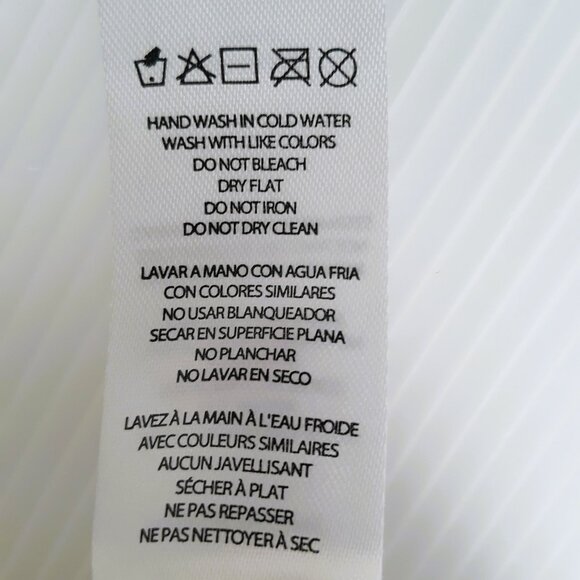 HAND WASH IN COLD WATER
WASH WITH LIKE COLORS
DO NOT BLEACH
DRY FLAT
DO NOT IRON
DO NOT DRY CLEAN
LAVAR A MANO CON AGUA FRIA
CON COLORES SIMILARES
NO USAR BLANQUEADOR
SECAR EN SUPERFICIE PLANA
NO PLANCHAR
NO LAVAR EN SECO
LAVEZ À LA MAIN À L'EAU FROIDE
AVEC COULEURS SIMILAIRES
AUCUN JAVELLISANT
SÉCHER À PLAT
NE PAS REPASSER
NE PAS NETTOYER À SEC